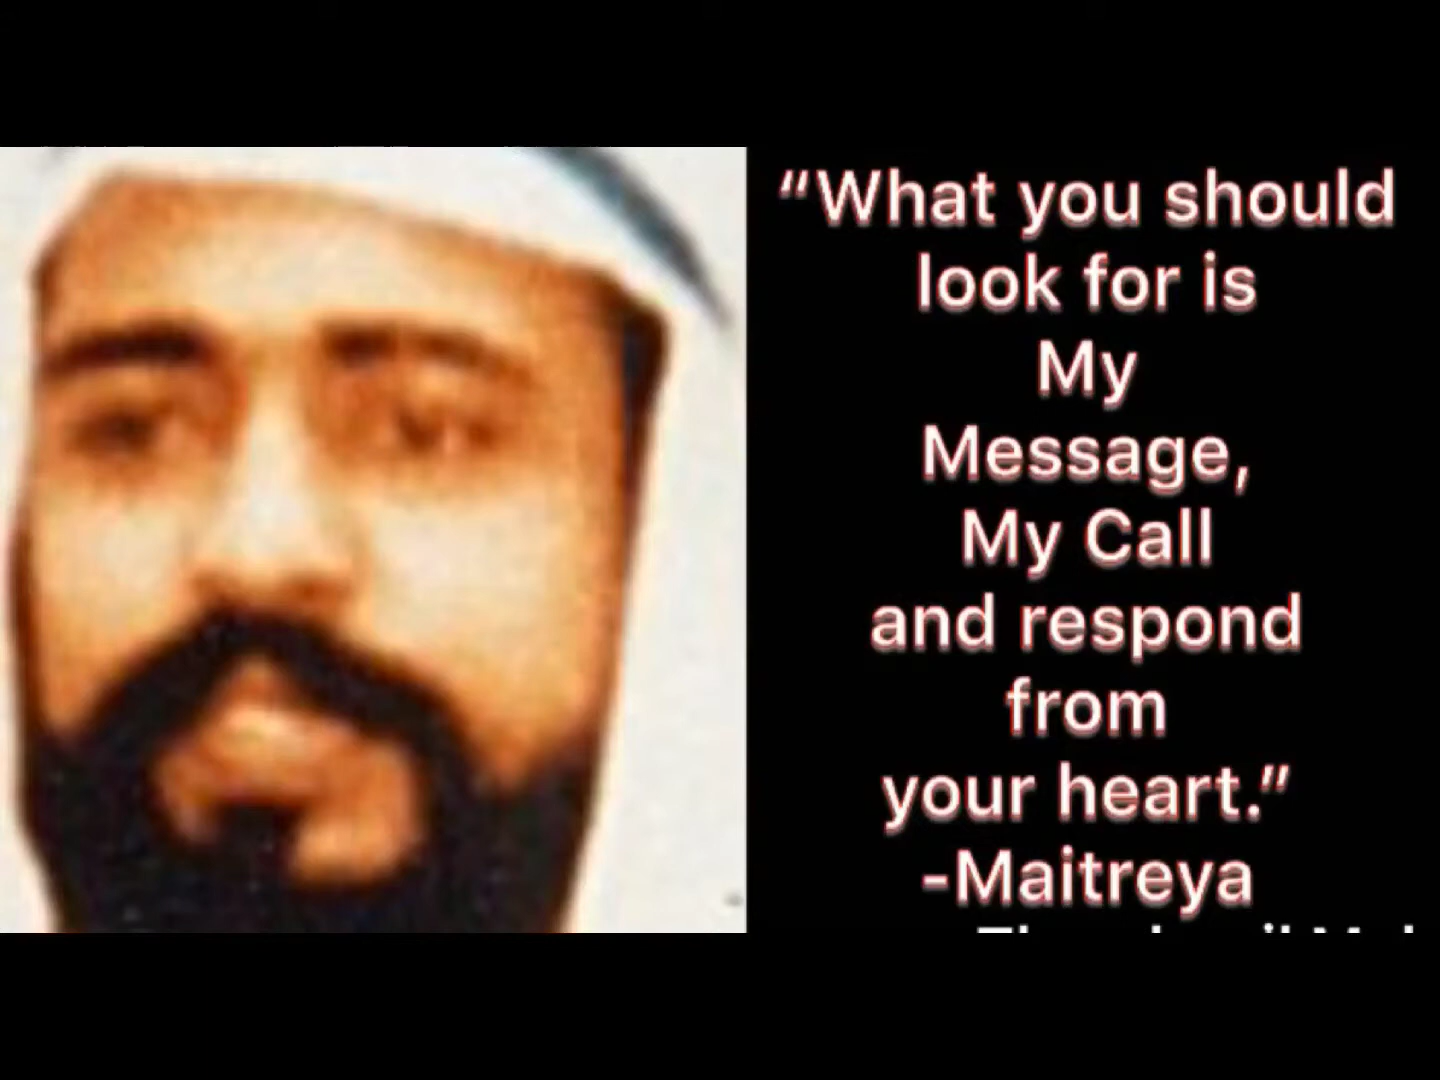 “What you should
look for is
My
Message,
My Call
and respond
from
your heart.”
-Maitreya